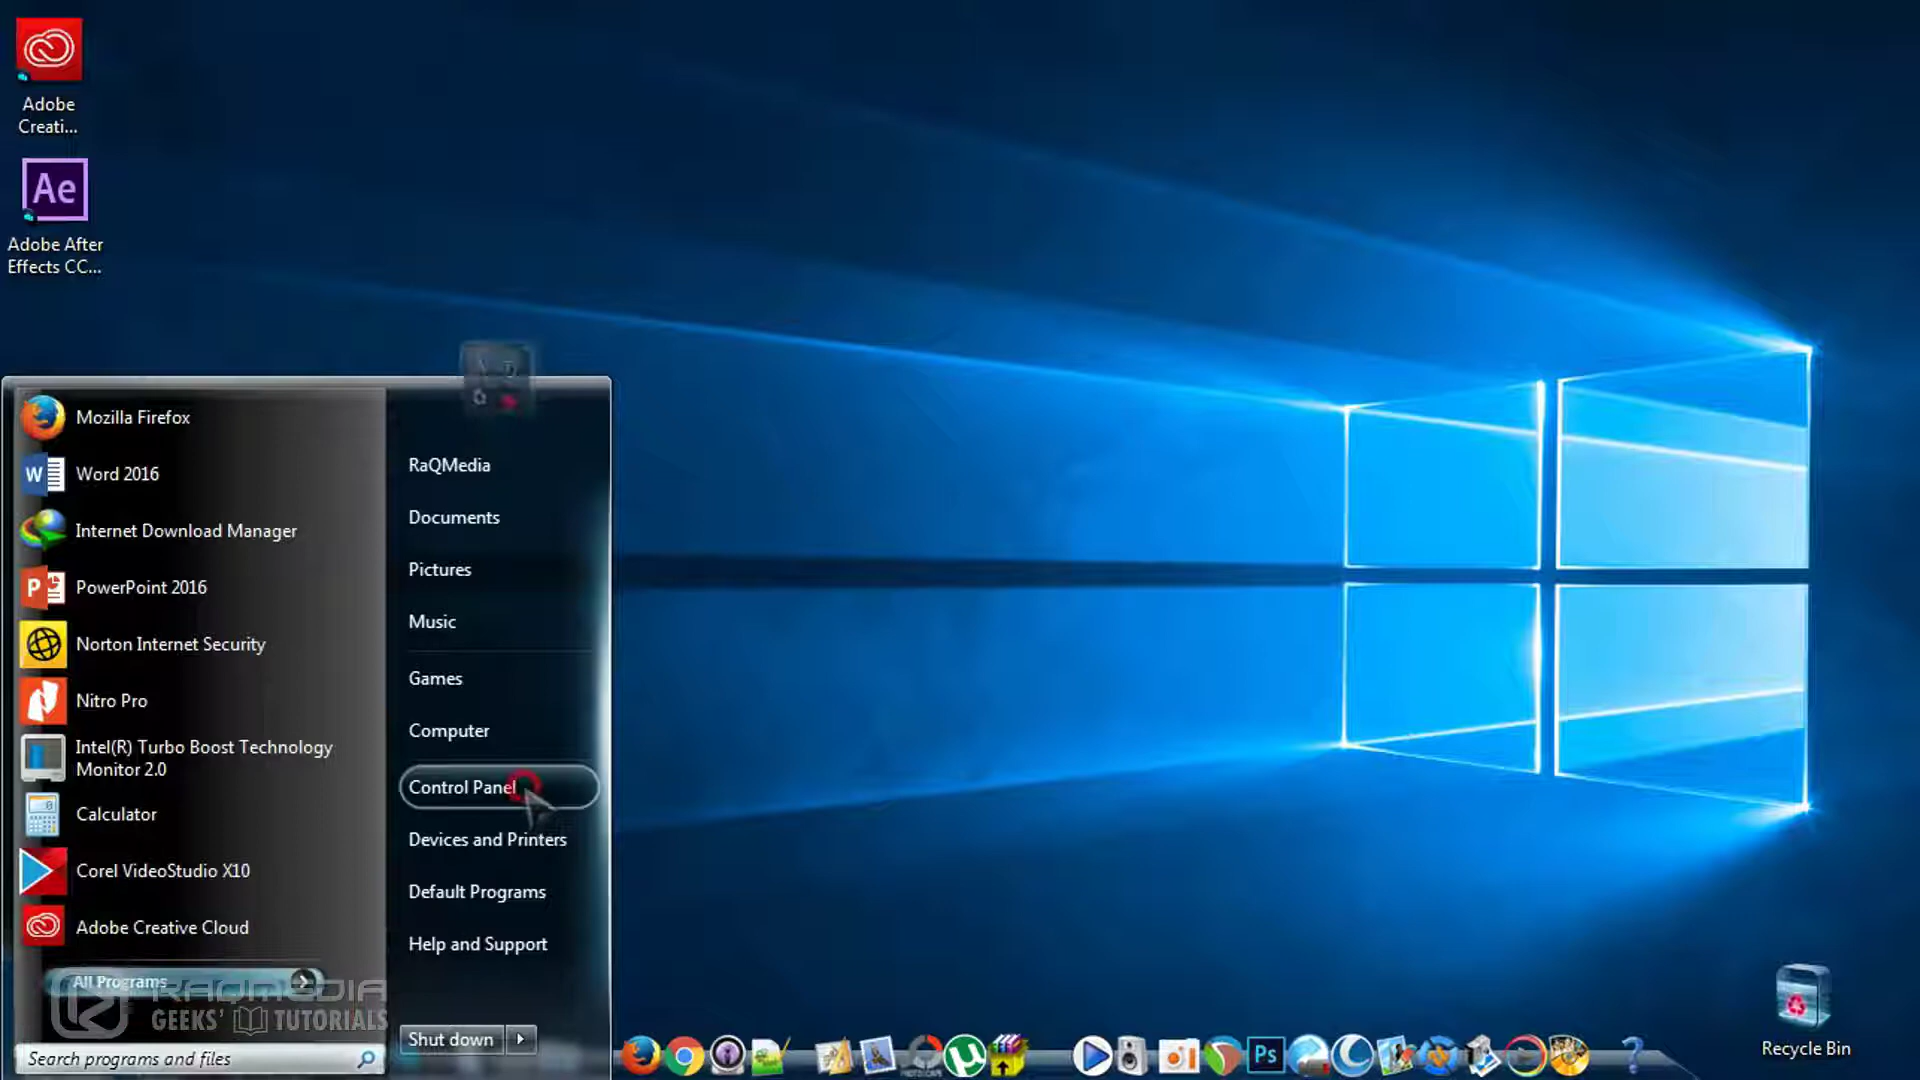 Adobe
Creati...
Adobe After
Effects CC...
Mozilla Firefox
Word 2016
Internet Download Manager
PowerPoint 2016
Norton Internet Security
Nitro Pro
Intel(R) Turbo Boost Technology
Monitor 2.0
Calculator
Corel VideoStudio X10
Adobe Creative Cloud
All Programs
RAQMEDIA
GEEKS' TUTORIALS
Search programs and files
RaQMedia
Documents
Pictures
Music
Games
Computer
Control Panel
Devices and Printers
Default Programs
Help and Support
Shut down
Ps
Recycle Bin